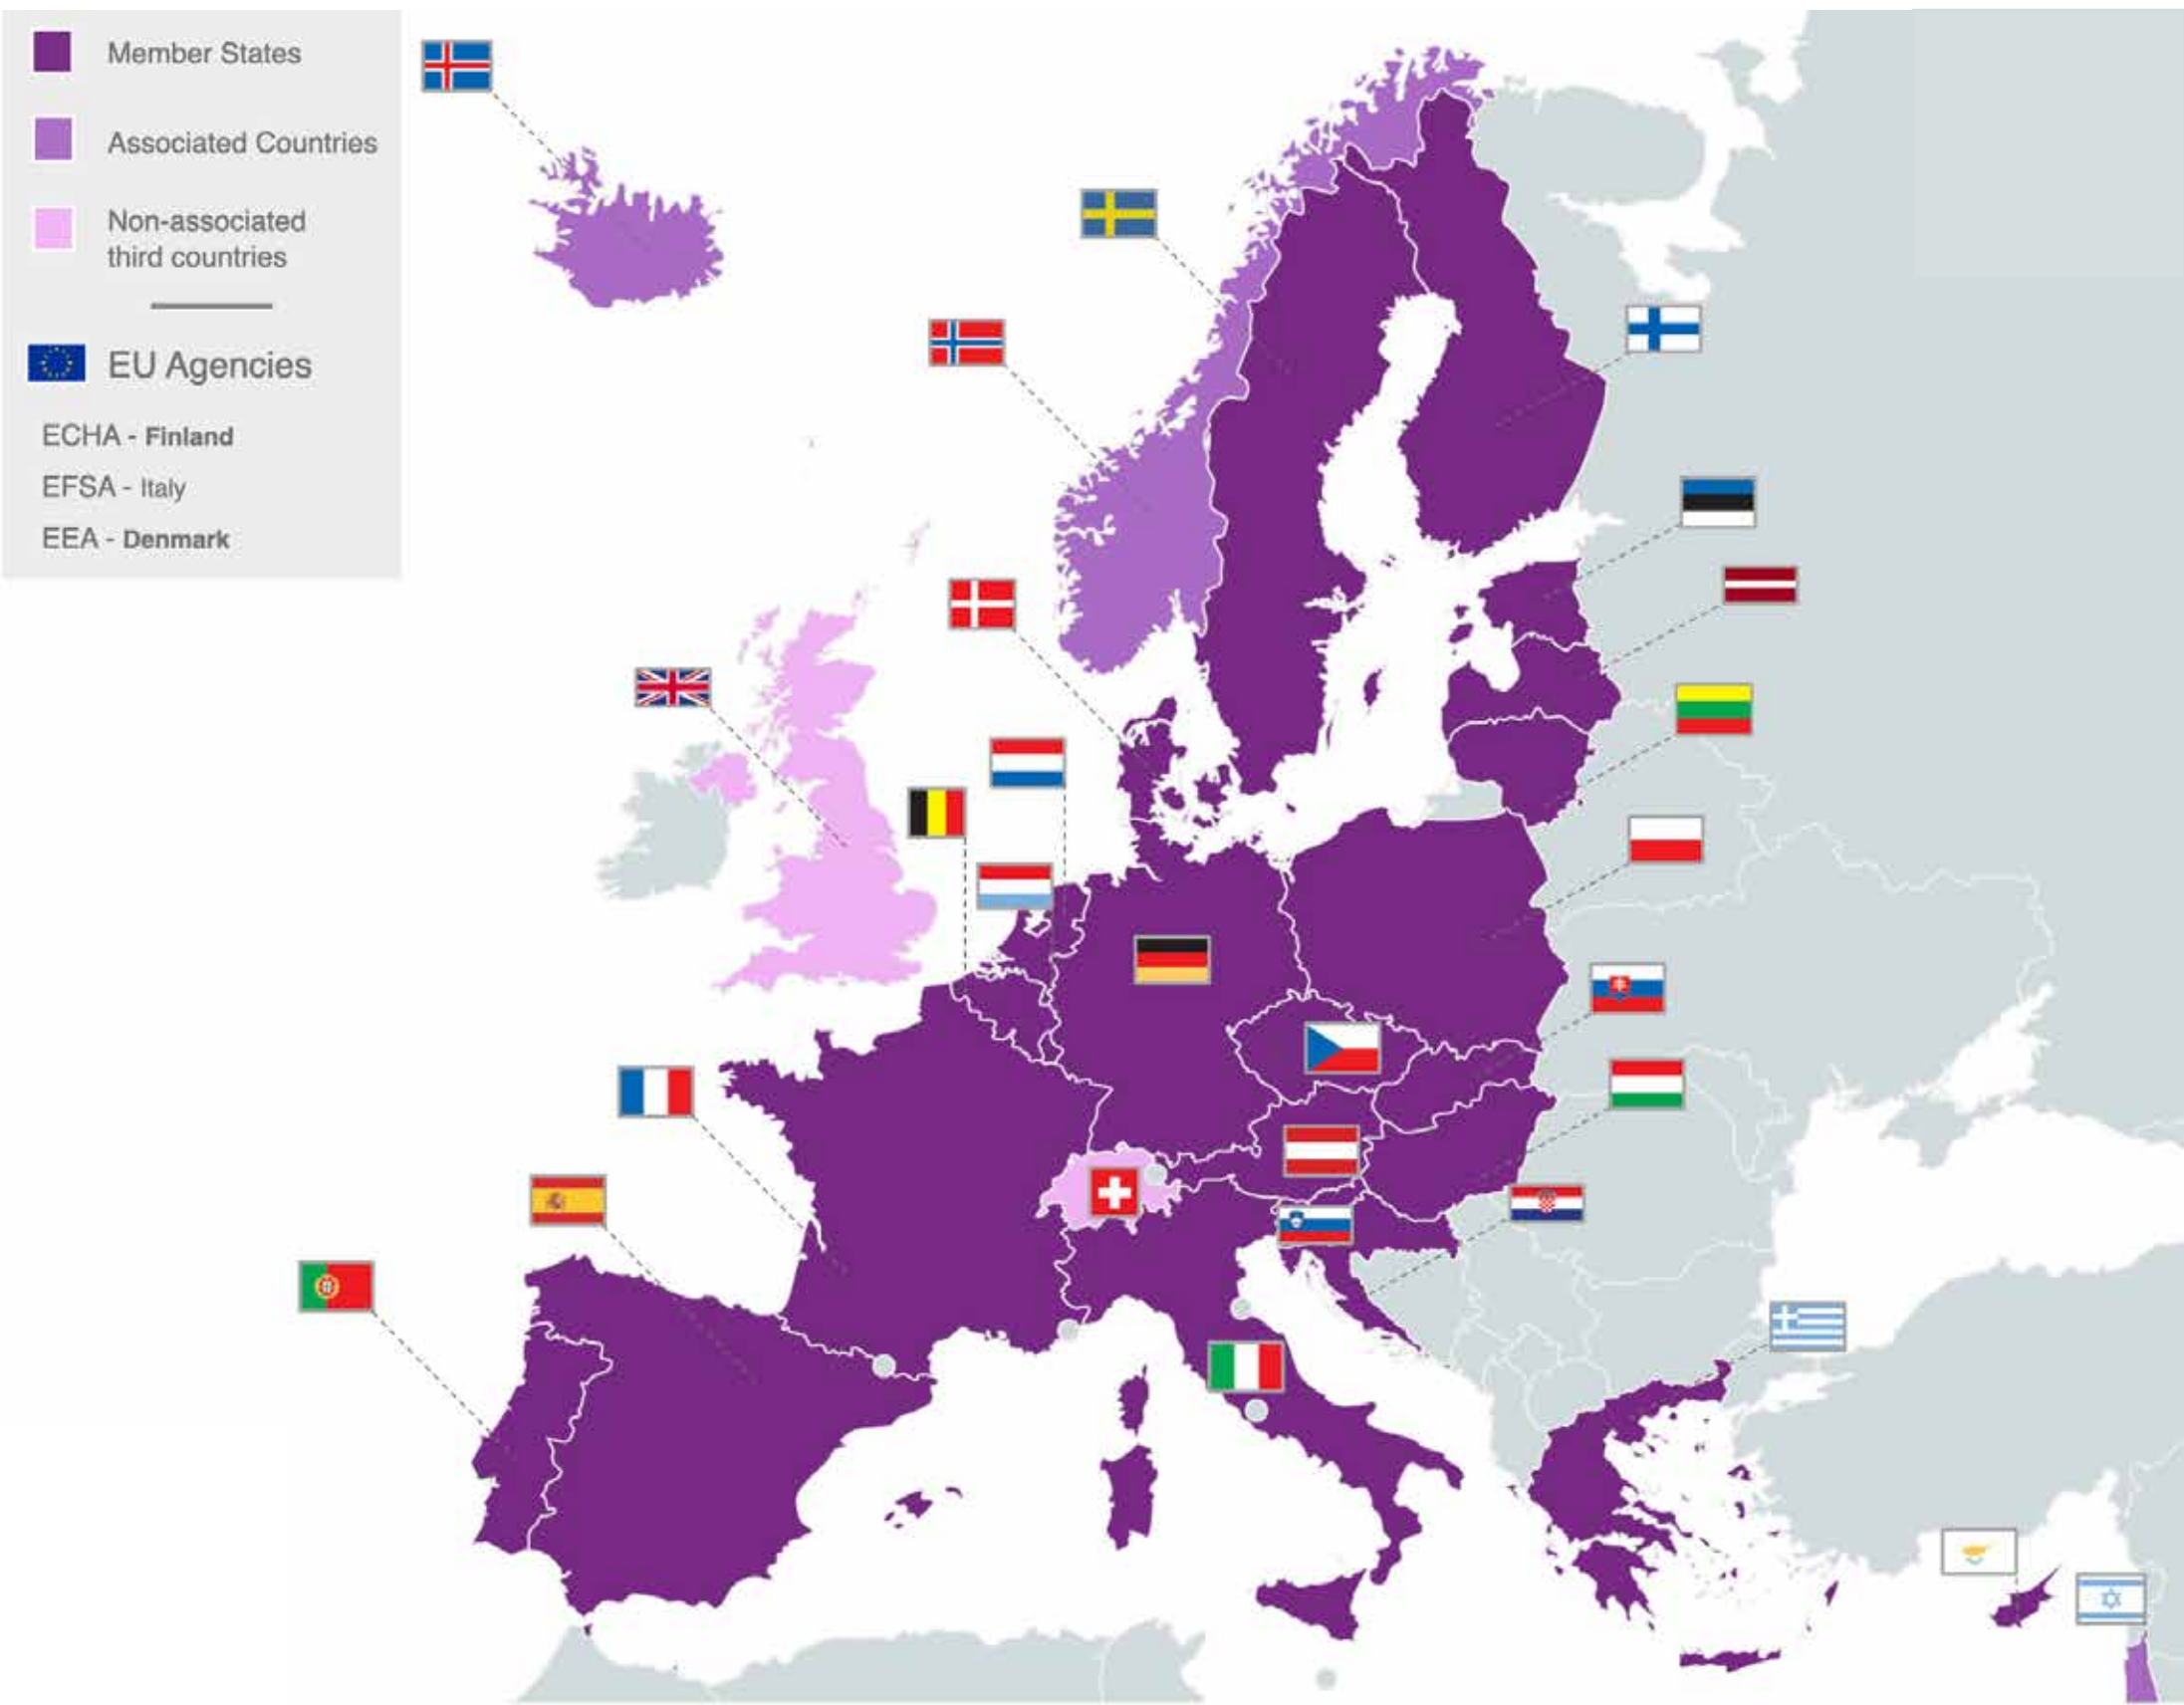 Member States
Associated Countries
Non-associated
third countries
EU Agencies
ECHA - Finland
EFSA - Italy
EEA - Denmark